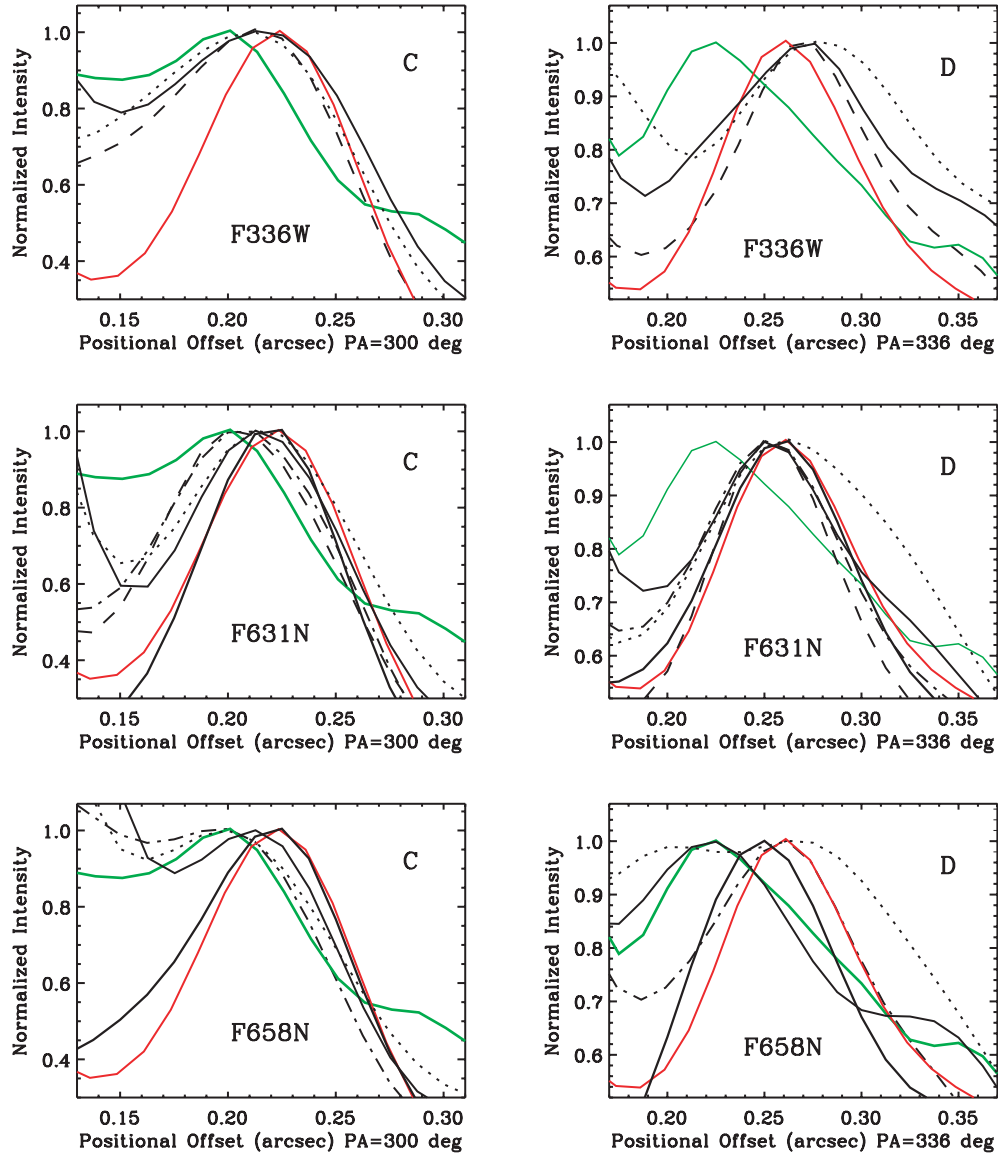 Normalized Intensity
1.0
0.8
0.6
0.4
C
F336W
0.15 0.20 0.25 0.30
Positional Offset (arcsec) PA=300 deg
Normalized Intensity
1.0
0.9
0.8
0.7
0.6
D
F336W
0.20 0.25 0.30 0.35
Positional Offset (arcsec) PA=336 deg
Normalized Intensity
1.0
0.8
0.6
0.4
C
F631N
0.15 0.20 0.25 0.30
Positional Offset (arcsec) PA=300 deg
Normalized Intensity
1.0
0.9
0.8
0.7
0.6
D
F631N
0.20 0.25 0.30 0.35
Positional Offset (arcsec) PA=336 deg
Normalized Intensity
1.0
0.8
0.6
0.4
C
F658N
0.15 0.20 0.25 0.30
Positional Offset (arcsec) PA=300 deg
Normalized Intensity
1.0
0.9
0.8
0.7
0.6
D
F658N
0.20 0.25 0.30 0.35
Positional Offset (arcsec) PA=336 deg